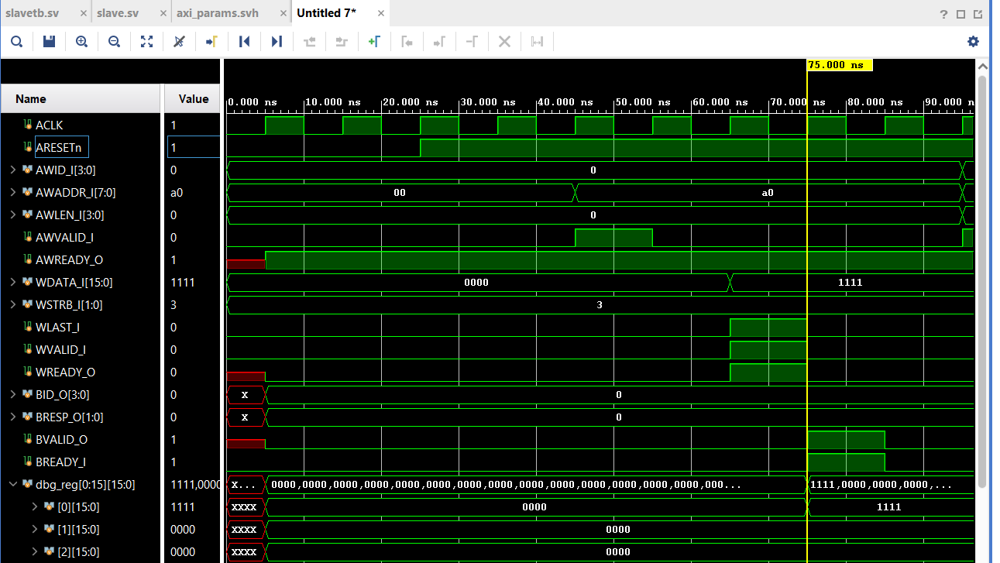 slavetb.sv × slave.sv × axi_params.svh × Untitled 7* ×
?
75.000 ns
Name Value
0.000 ns 10.000 ns 20.000 ns 30.000 ns 40.000 ns 50.000 ns 60.000 ns 70.000 80.000 ns 90.000 n
ACLK 1
ARESETn 1
AWID_I[3:0] 0 0
AWADDR_I[7:0] a0 00 a0
AWLEN_I[3:0] 0 0
AWVALID_I 0
AWREADY_O 1
WDATA_I[15:0] 1111 0000 1111
WSTRB_I[1:0] 3 3
WLAST_I 0
WVALID_I 0
WREADY_O 0
BID_O[3:0] 0 X 0
BRESP_O[1:0] 0 X 0
BVALID_O 1
BREADY_I 1
dbg_reg[0:15][15:0] 1111,0000 X... 0000,0000,0000,0000,0000,0000,0000,0000,0000,0000,0000,0000,0000,0000,0000,000... 1111,0000,0000,0000,...
[0][15:0] 1111 XXXX 0000 1111
[1][15:0] 0000 XXXX 0000
[2][15:0] 0000 XXXX 0000